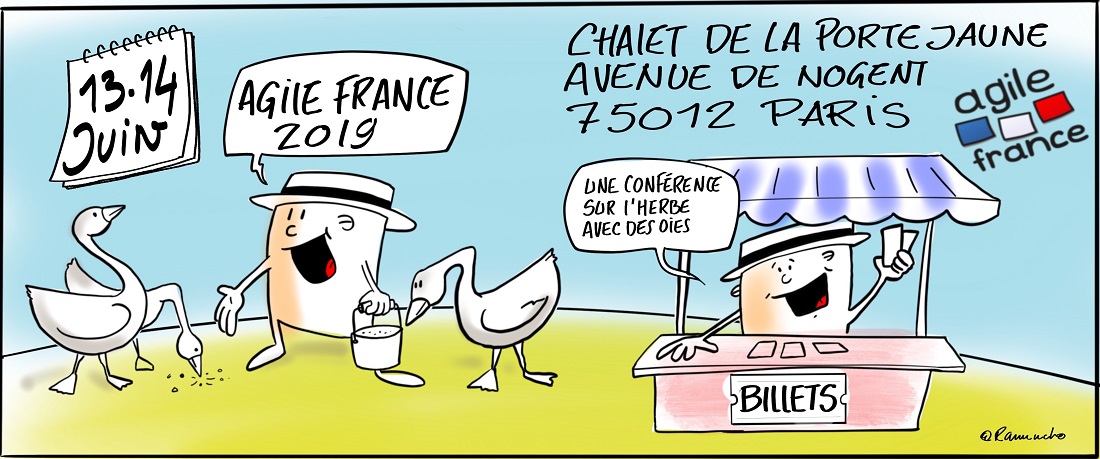 13.14
JUIN
AGILE FRANCE
2019
CHALET DE LA PORTE JAUNE
AVENUE DE NOGENT
75012 PARIS
agile
france
UNE CONFÉRENCE
SUR l'HERBE
AVEC DES OIES
BILLETS
@Ramucho